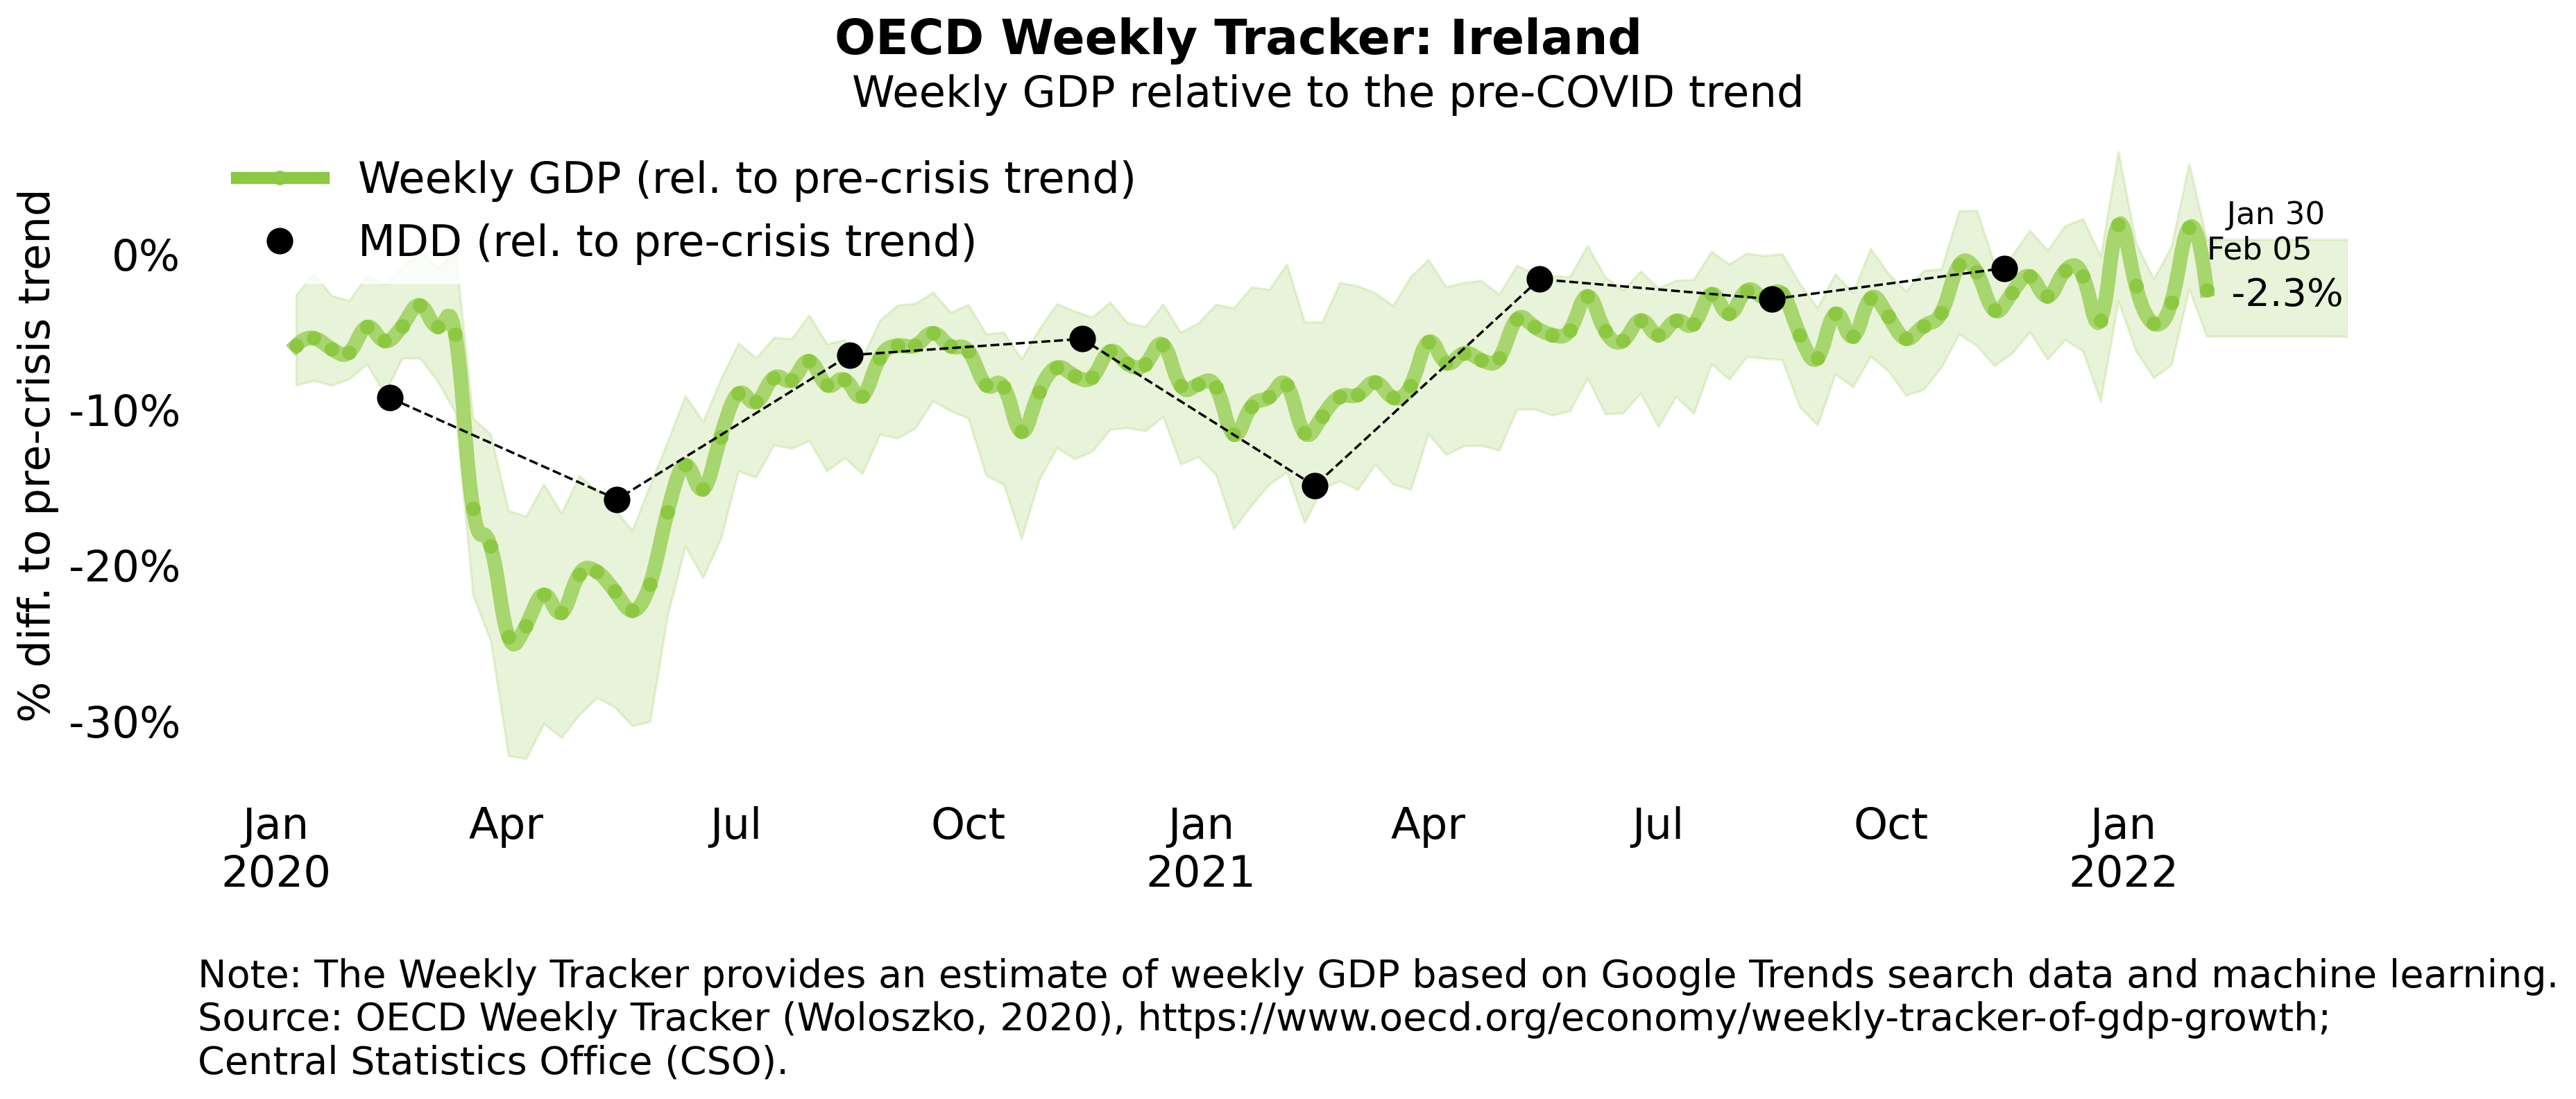 OECD Weekly Tracker: Ireland
Weekly GDP relative to the pre-COVID trend
Weekly GDP (rel. to pre-crisis trend)
MDD (rel. to pre-crisis trend)
% diff. to pre-crisis trend
0%
-10%
-20%
-30%
Jan 30
Feb 05
-2.3%
Jan Apr Jul Oct Jan Apr Jul Oct Jan
2020 2021 2022
Note: The Weekly Tracker provides an estimate of weekly GDP based on Google Trends search data and machine learning.
Source: OECD Weekly Tracker (Woloszko, 2020), https://www.oecd.org/economy/weekly-tracker-of-gdp-growth;
Central Statistics Office (CSO).